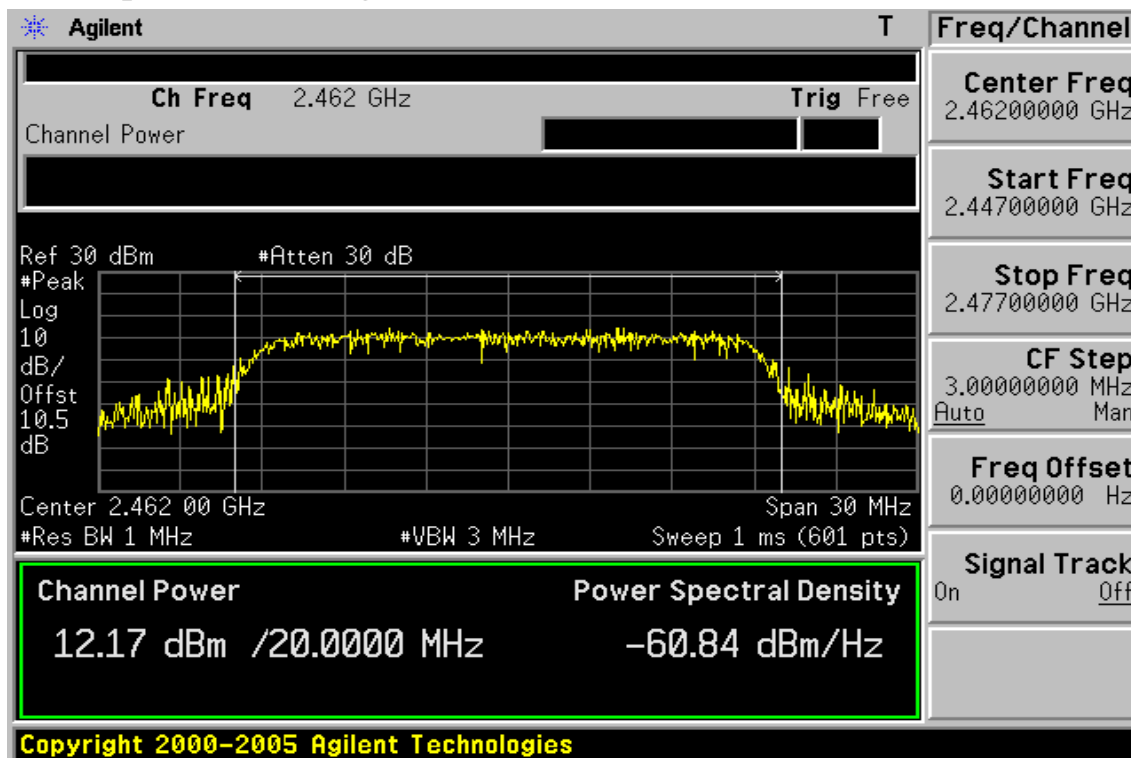 Agilent T
Freq/Channel
Ch Freq 2.462 GHz Trig Free
Channel Power
Center Freq
2.46200000 GHz
Start Freq
2.44700000 GHz
Stop Freq
2.47700000 GHz
CF Step
3.00000000 MHz
Auto Man
Freq Offset
0.00000000 Hz
Signal Track
On Off
Ref 30 dBm #Atten 30 dB
#Peak
Log
10
dB/
Offst
10.5
dB
Center 2.462 00 GHz Span 30 MHz
#Res BW 1 MHz #VBW 3 MHz Sweep 1 ms (601 pts)
Channel Power Power Spectral Density
12.17 dBm /20.0000 MHz -60.84 dBm/Hz
Copyright 2000-2005 Agilent Technologies